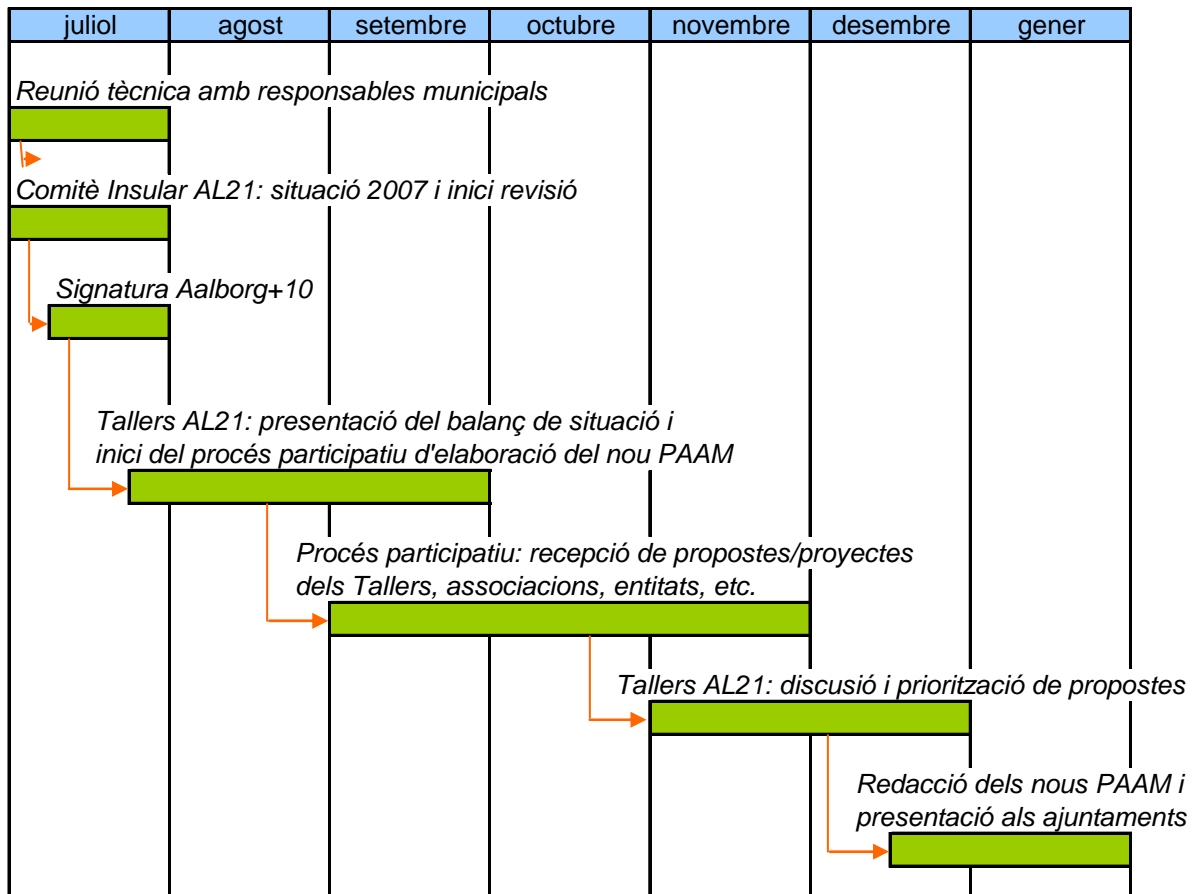 juliol agost setembre octubre novembre desembre gener
Reunió tècnica amb responsables municipals
Comitè Insular AL21: situació 2007 i inici revisió
Signatura Aalborg+10
Tallers AL21: presentació del balanç de situació i
inici del procés participatiu d'elaboració del nou PAAM
Procés participatiu: recepció de propostes/proyectes
dels Tallers, associacions, entitats, etc.
Tallers AL21: discusió i priorització de propostes
Redacció dels nous PAAM i
presentació als ajuntaments